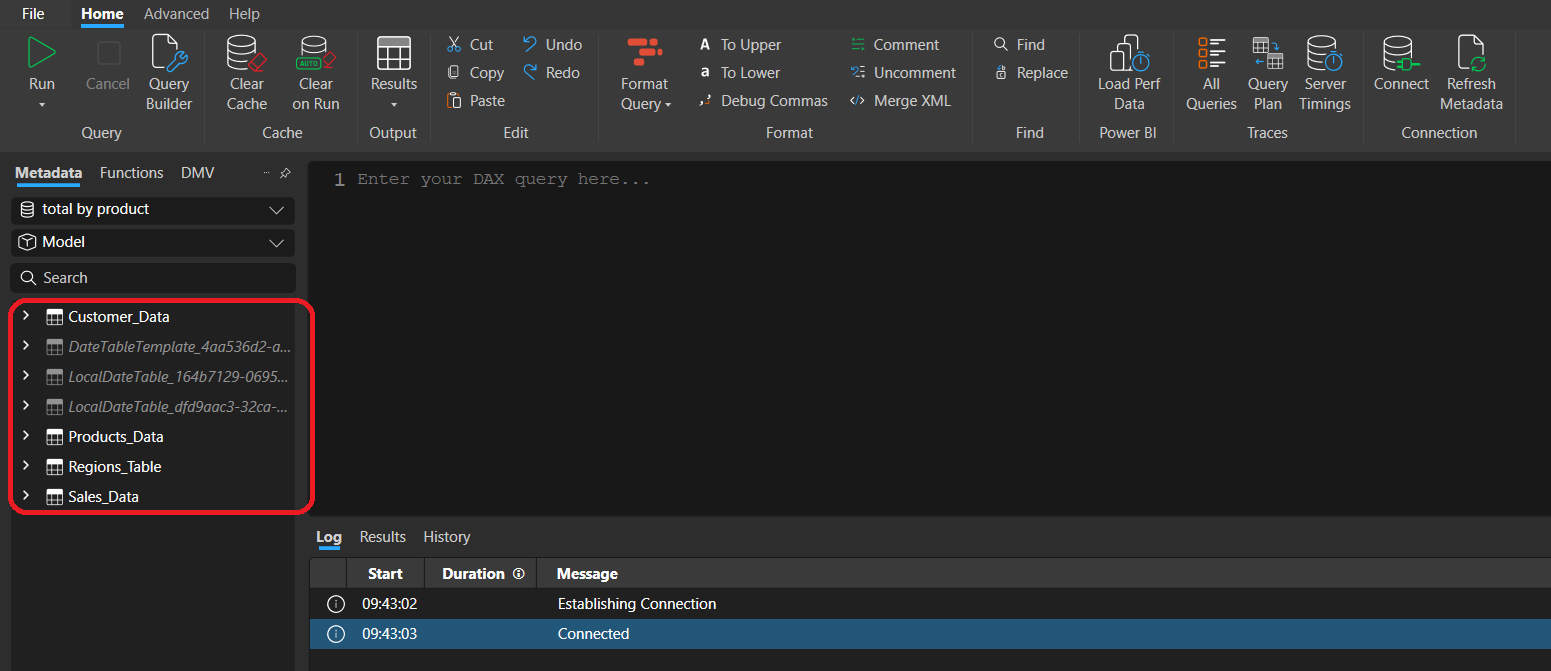 File Home Advanced Help
Run Cancel Query Builder
Query
Clear Cache
AUTO
Clear on Run
Cache
Results
Output
Cut Undo
Copy Redo
Paste
Edit
Format Query
A To Upper Comment
a To Lower Uncomment
Debug Commas Merge XML
Format
Find
Replace
Find
Load Perf Data
Power BI
All Queries Query Plan Server Timings
Traces
Connect Refresh Metadata
Connection
Metadata Functions DMV
total by product
Model
Search
Customer_Data
DateTableTemplate_4aa536d2-a...
LocalDateTable_164b7129-0695...
LocalDateTable_dfd9aac3-32ca-...
Products_Data
Regions_Table
Sales_Data
1 Enter your DAX query here...
Log Results History
Start Duration Message
09:43:02 Establishing Connection
09:43:03 Connected